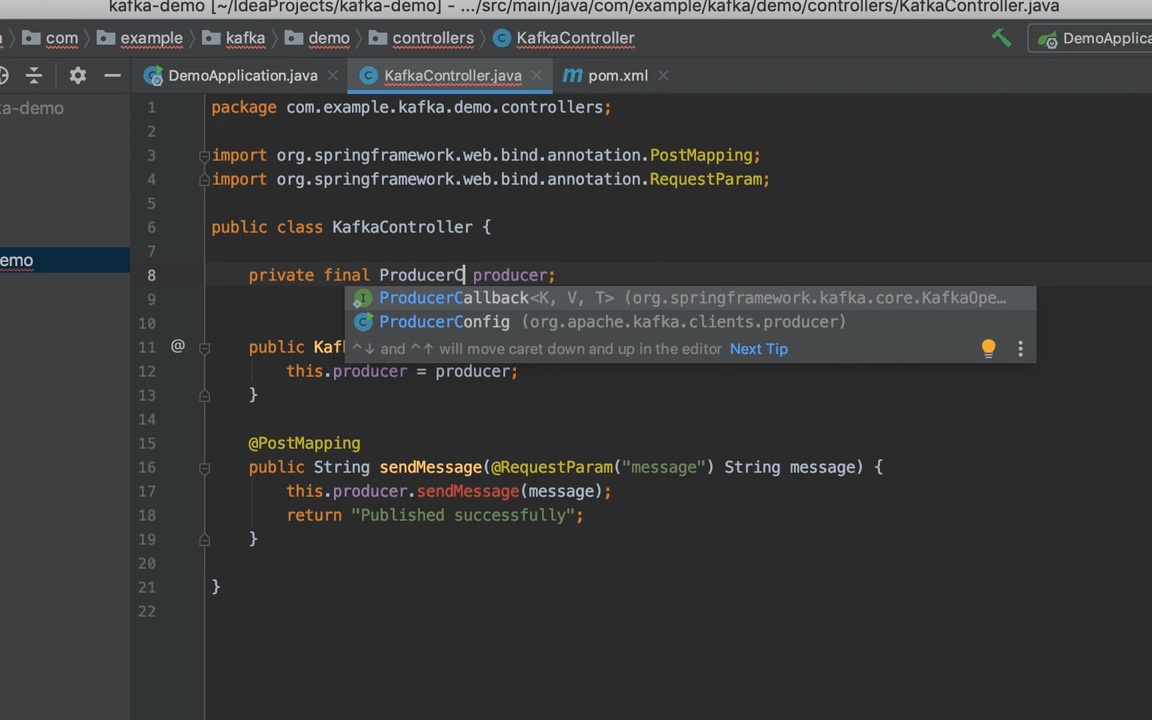 kafka-demo [~/IdeaProjects/kafka-demo] - .../src/main/java/com/example/kafka/demo/controllers/KafkaController.java
com example kafka demo controllers KafkaController
DemoApplication.java KafkaController.java pom.xml
ka-demo
emo
1 package com.example.kafka.demo.controllers;
2
3 import org.springframework.web.bind.annotation.PostMapping;
4 import org.springframework.web.bind.annotation.RequestParam;
5
6 public class KafkaController {
7
8 private final ProducerC producer;
ProducerCallback<K, V, T> (org.springframework.kafka.core.KafkaOpe...
9
ProducerConfig (org.apache.kafka.clients.producer)
10
11 @ public Kaf
^↓ and ^↑ will move caret down and up in the editor Next Tip
12 this.producer = producer;
13 }
14
15 @PostMapping
16 public String sendMessage(@RequestParam("message") String message) {
17 this.producer.sendMessage(message);
18 return "Published successfully";
19 }
20
21 }
22